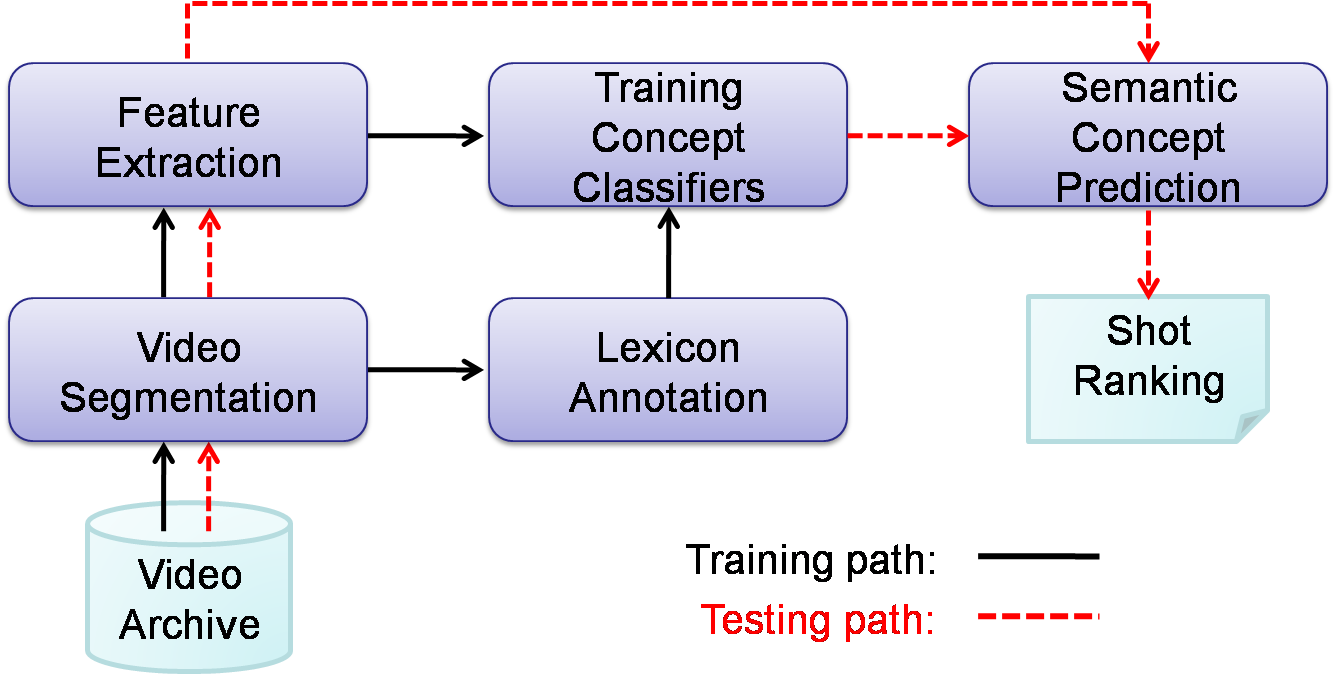 Feature
Extraction
Training
Concept
Classifiers
Semantic
Concept
Prediction
Video
Segmentation
Lexicon
Annotation
Shot
Ranking
Video
Archive
Training path:
Testing path: